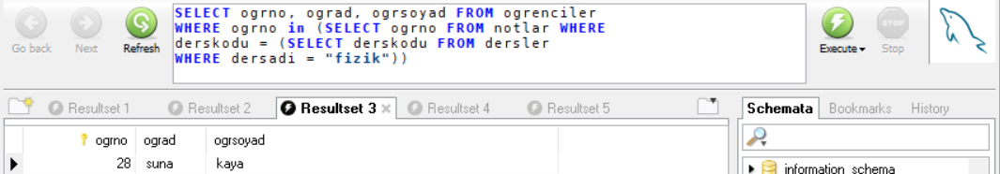 SELECT ogrno, ograd, ogrsoyad FROM ogrenciler
WHERE ogrno in (SELECT ogrno FROM notlar WHERE
derskodu = (SELECT derskodu FROM dersler
WHERE dersadi = "fizik"))
Go back Next Refresh Execute STOP Stop
Resultset 1 Resultset 2 Resultset 3 Resultset 4 Resultset 5
Schemata Bookmarks History
ogrno ograd ogrsoyad
28 suna kaya
information_schema